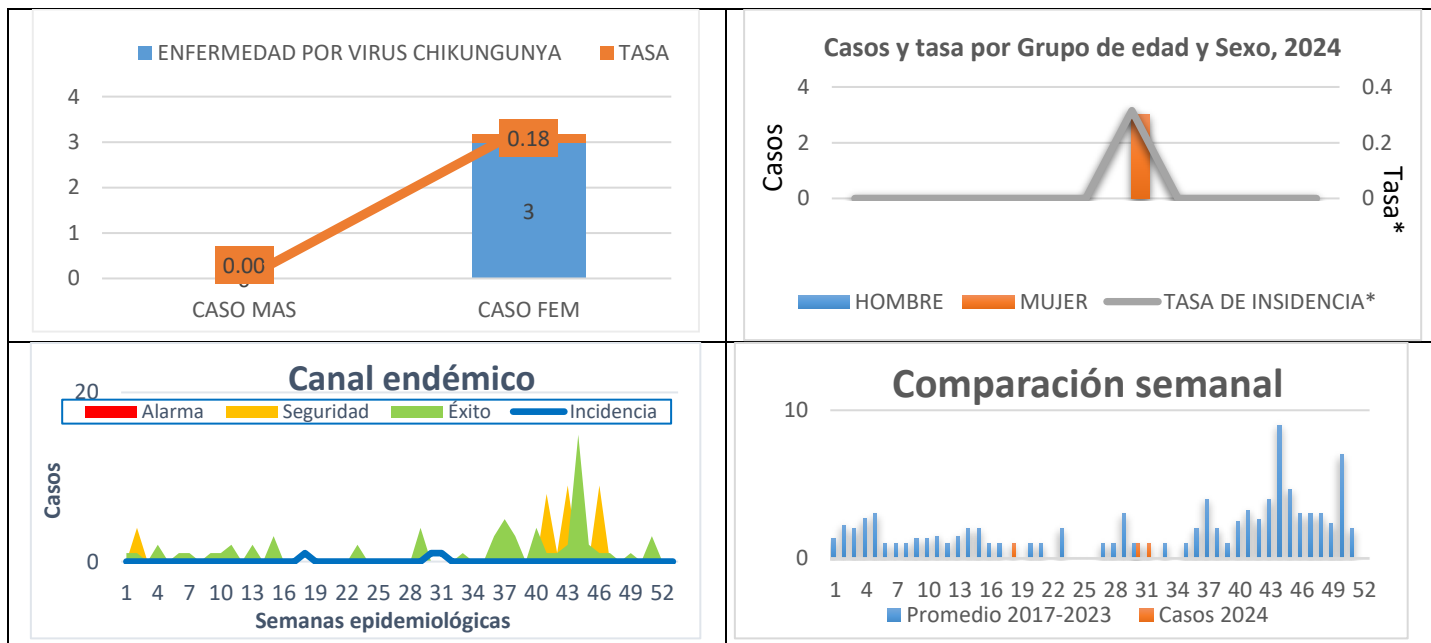 ENFERMEDAD POR VIRUS CHIKUNGUNYA TASA
4
3
2
1
0
0.00
0.18
3
CASO MAS CASO FEM
Casos y tasa por Grupo de edad y Sexo, 2024
4
2
0
Casos
0.4
0.2
0
Tasa*
HOMBRE MUJER TASA DE INSIDENCIA*
Canal endémico
20
Alarma Seguridad Éxito Incidencia
Casos
0
1 4 7 10 13 16 19 22 25 28 31 34 37 40 43 46 49 52
Semanas epidemiológicas
Comparación semanal
10
0
1 4 7 10 13 16 19 22 25 28 31 34 37 40 43 46 49 52
Promedio 2017-2023 Casos 2024